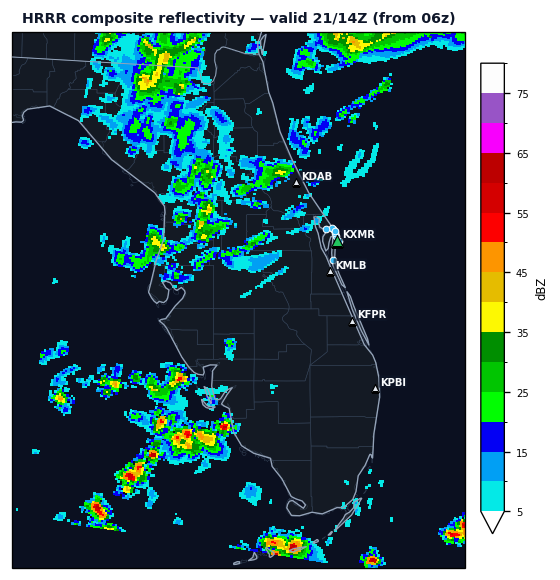 HRRR composite reflectivity — valid 21/14Z (from 06z)
KDAB
KXMR
KMLB
KFPR
KPBI
75
65
55
45
35
25
15
5
dBZ